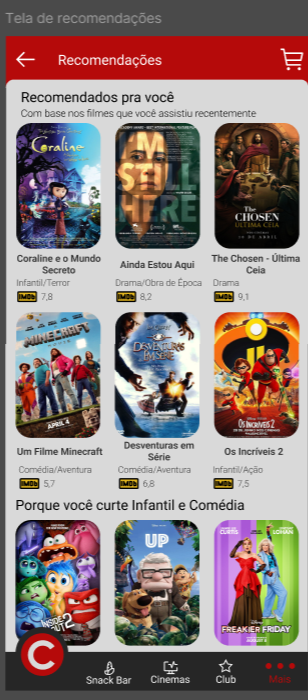 Tela de recomendações
Recomendações
Recomendados pra você
Com base nos filmes que você assistiu recentemente
Coraline
I'M STILL HERE
The CHOSEN
ÚLTIMA CEIA
Coraline e o Mundo Secreto
Infantil/Terror
IMDb 7,8
Ainda Estou Aqui
Drama/Obra de Época
IMDb 8,2
The Chosen - Última Ceia
Drama
IMDb 9,1
MINECRAFT
APRIL 4
DESVENTURAS EM SÉRIE
OS INCRÍVEIS 2
Um Filme Minecraft
Comédia/Aventura
IMDb 5,7
Desventuras em Série
Comédia/Aventura
IMDb 6,8
Os Incríveis 2
Infantil/Ação
IMDb 7,5
Porque você curte Infantil e Comédia
INSIDE OUT 2
UP
CURTIS
LOHAN
FREAKIER FRIDAY
C
Snack Bar
Cinemas
Club
Mais